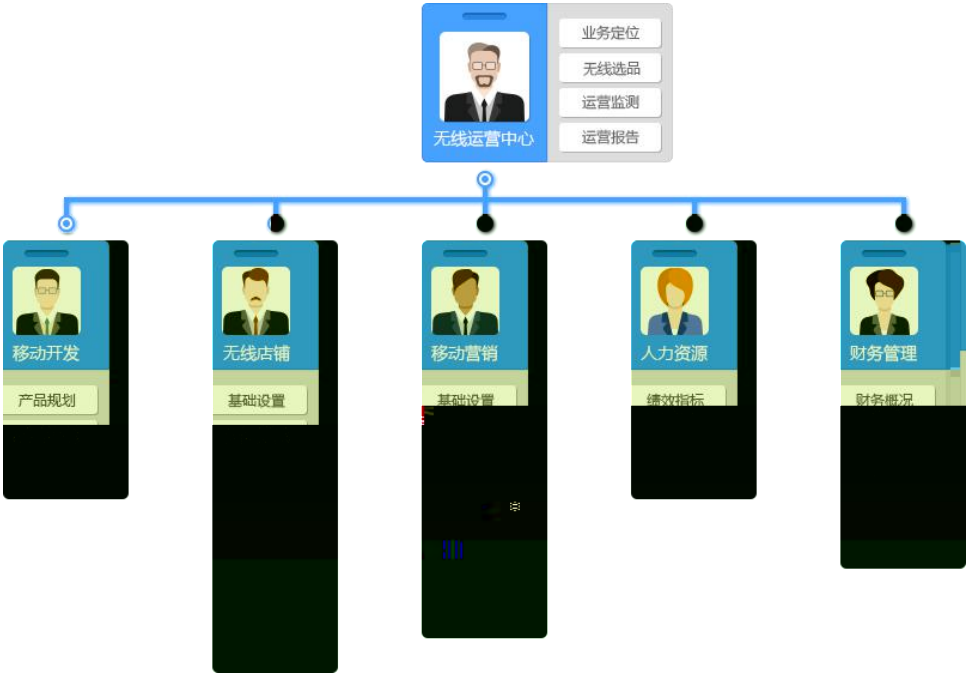 无线运营中心
业务定位
无线选品
运营监测
运营报告
移动开发
产品规划
无线店铺
基础设置
移动营销
基础设置
人力资源
绩效指标
财务管理
财务概况